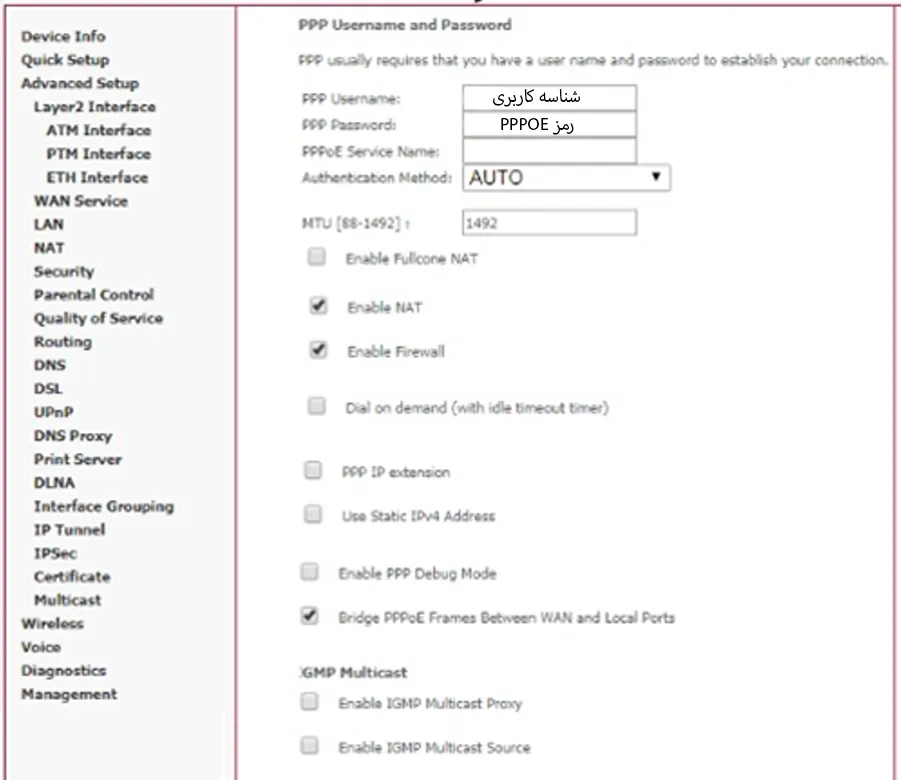 Device Info
Quick Setup
Advanced Setup
Layer2 Interface
ATM Interface
PTM Interface
ETH Interface
WAN Service
LAN
NAT
Security
Parental Control
Quality of Service
Routing
DNS
DSL
UPnP
DNS Proxy
Print Server
DLNA
Interface Grouping
IP Tunnel
IPSec
Certificate
Multicast
Wireless
Voice
Diagnostics
Management
PPP Username and Password
PPP usually requires that you have a user name and password to establish your connection.
PPP Username: شناسه کاربری
PPP Password: رمز PPPOE
PPPoE Service Name:
Authentication Method: AUTO
MTU [88-1492] : 1492
Enable Fullcone NAT
Enable NAT
Enable Firewall
Dial on demand (with idle timeout timer)
PPP IP extension
Use Static IPv4 Address
Enable PPP Debug Mode
Bridge PPPoE Frames Between WAN and Local Ports
IGMP Multicast
Enable IGMP Multicast Proxy
Enable IGMP Multicast Source